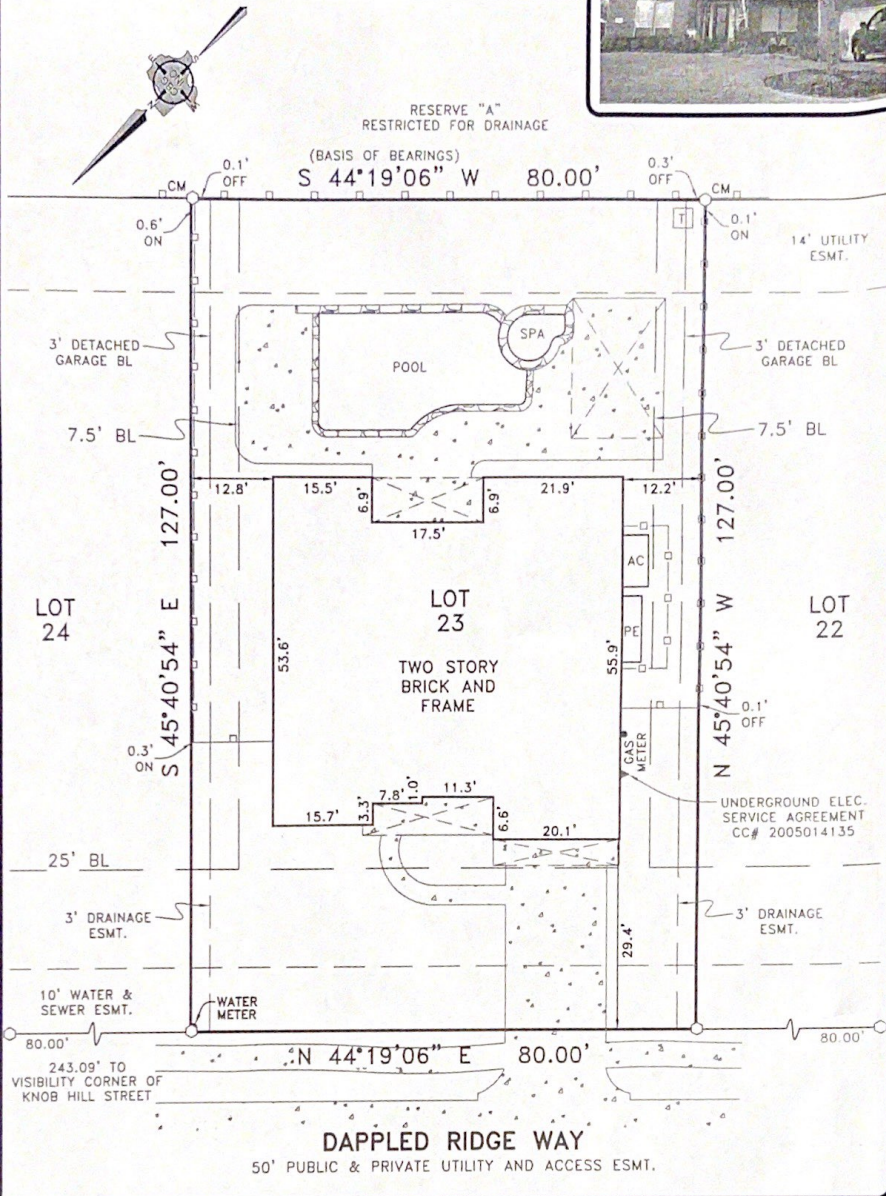 RESERVE "A"
RESTRICTED FOR DRAINAGE
(BASIS OF BEARINGS)
S 44°19'06" W 80.00'
0.1'
OFF
0.3'
OFF
CM
CM
0.6'
ON
0.1'
ON
T
14' UTILITY
ESMT.
3' DETACHED
GARAGE BL
SPA
POOL
3' DETACHED
GARAGE BL
7.5' BL
7.5' BL
S 45°40'54" E 127.00'
N 45°40'54" W 127.00'
12.8'
15.5'
6.9'
17.5'
6.9'
21.9'
12.2'
AC
PE
LOT
24
LOT
23
LOT
22
TWO STORY
BRICK AND
FRAME
53.6'
55.9'
0.3'
ON
0.1'
OFF
GAS
METER
15.7'
3.3'
7.8'
1.0'
11.3'
6.6'
20.1'
UNDERGROUND ELEC.
SERVICE AGREEMENT
CC# 2005014135
25' BL
3' DRAINAGE
ESMT.
3' DRAINAGE
ESMT.
29.4'
10' WATER &
SEWER ESMT.
WATER
METER
80.00'
80.00'
N 44°19'06" E 80.00'
243.09' TO
VISIBILITY CORNER OF
KNOB HILL STREET
DAPPLED RIDGE WAY
50' PUBLIC & PRIVATE UTILITY AND ACCESS ESMT.